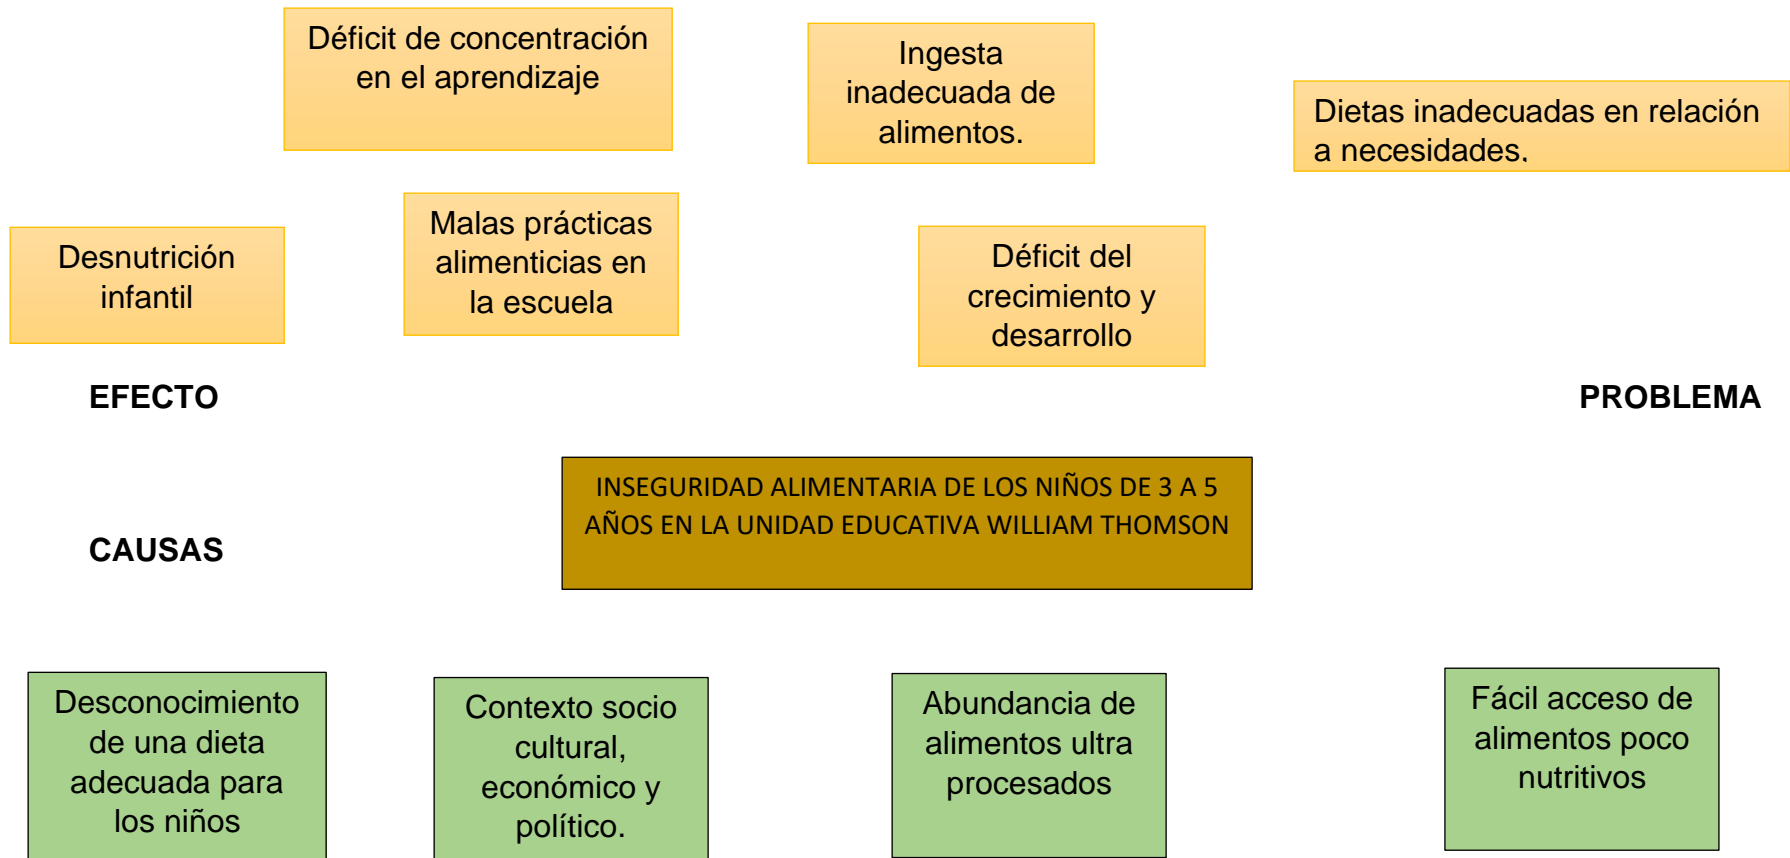 Déficit de concentración
en el aprendizaje
Ingesta
inadecuada de
alimentos.
Dietas inadecuadas en relación
a necesidades.
Desnutrición
infantil
Malas prácticas
alimenticias en
la escuela
Déficit del
crecimiento y
desarrollo
EFECTO
PROBLEMA
INSEGURIDAD ALIMENTARIA DE LOS NIÑOS DE 3 A 5
AÑOS EN LA UNIDAD EDUCATIVA WILLIAM THOMSON
CAUSAS
Desconocimiento
de una dieta
adecuada para
los niños
Contexto socio
cultural,
económico y
político.
Abundancia de
alimentos ultra
procesados
Fácil acceso de
alimentos poco
nutritivos